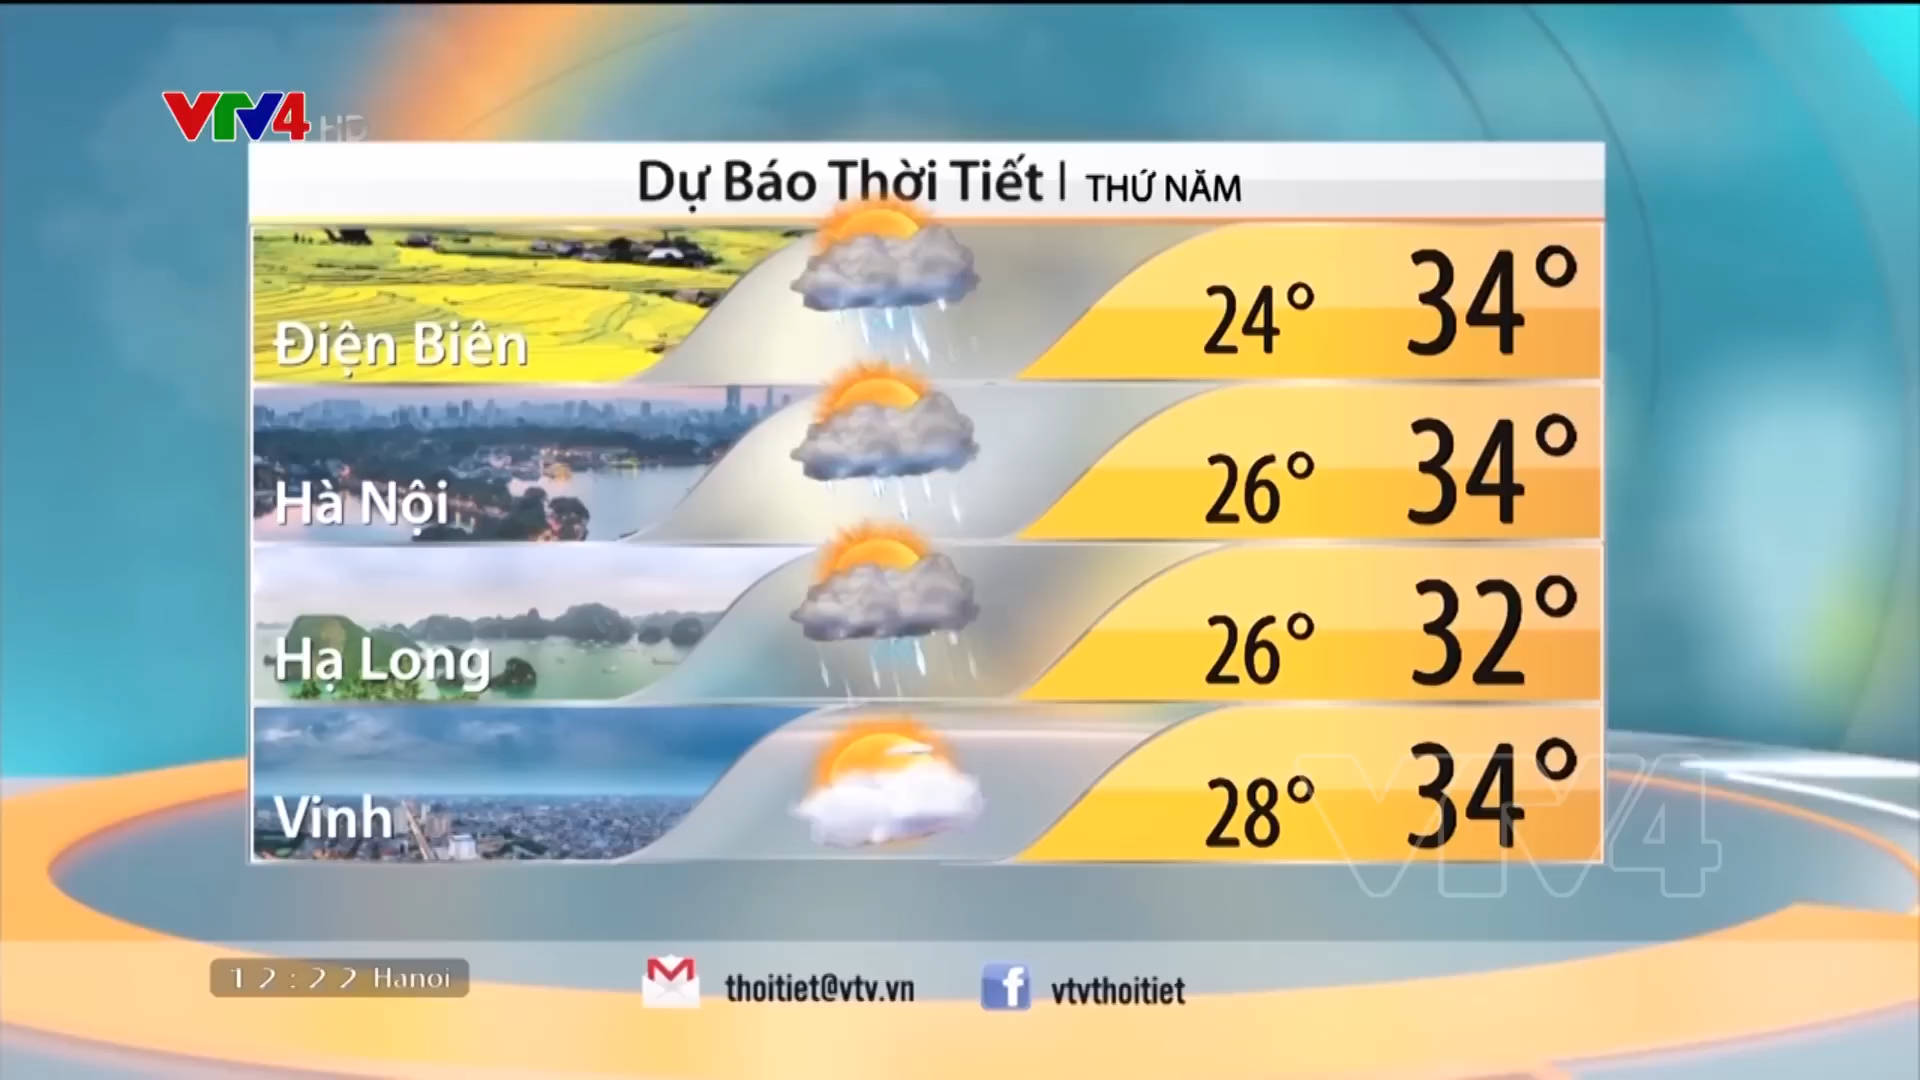 VTV4 HD
Dự Báo Thời Tiết | THỨ NĂM
Điện Biên 24° 34°
Hà Nội 26° 34°
Hạ Long 26° 32°
Vinh 28° 34°
VTV4
12:22 Hanoi thoitiet@vtv.vn vtvthoitiet